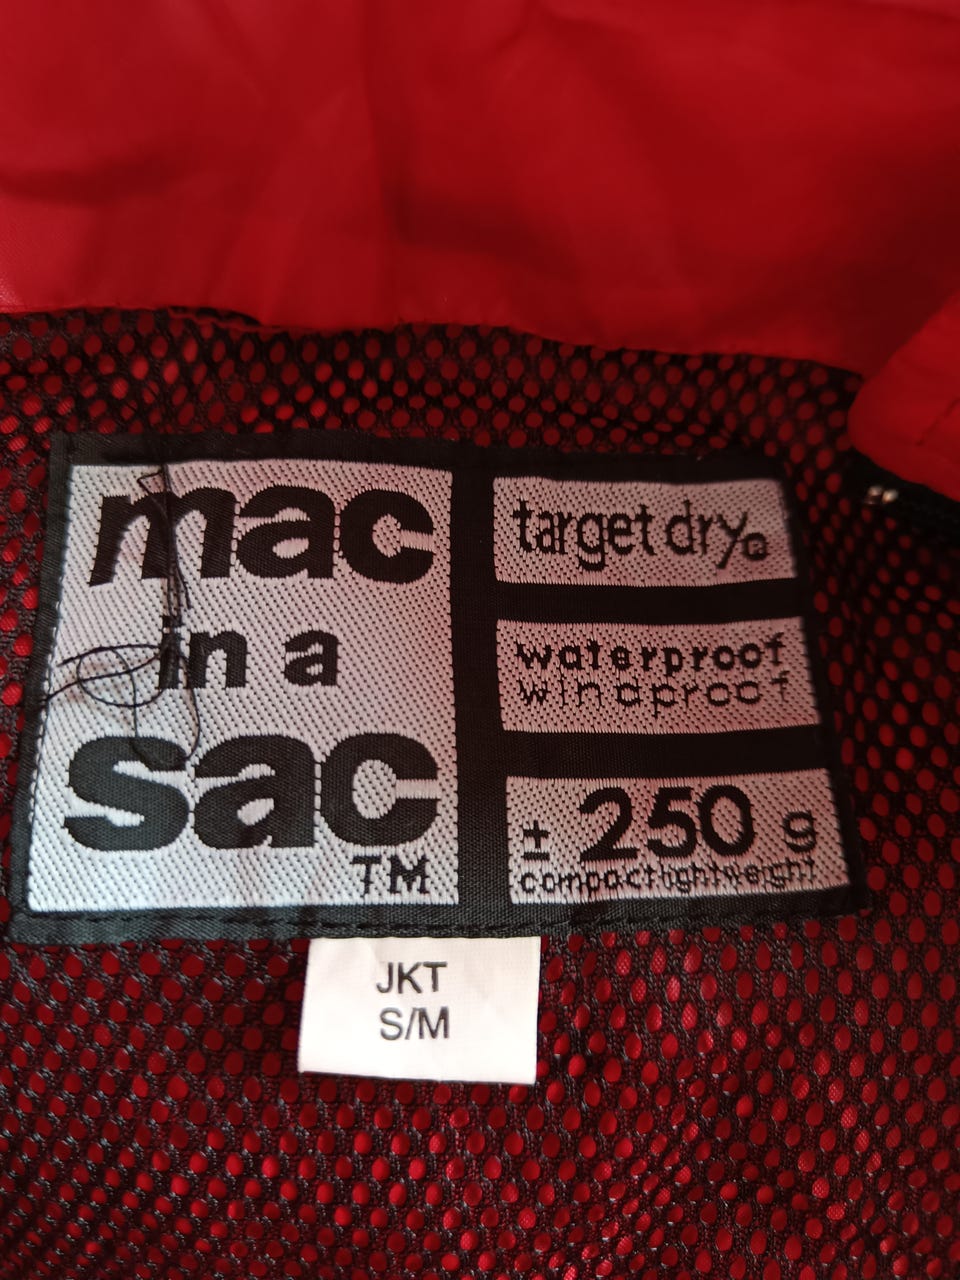 mac
in a
sac
TM
target dry®
waterproof
windproof
± 250 g
compact lightweight
JKT
S/M